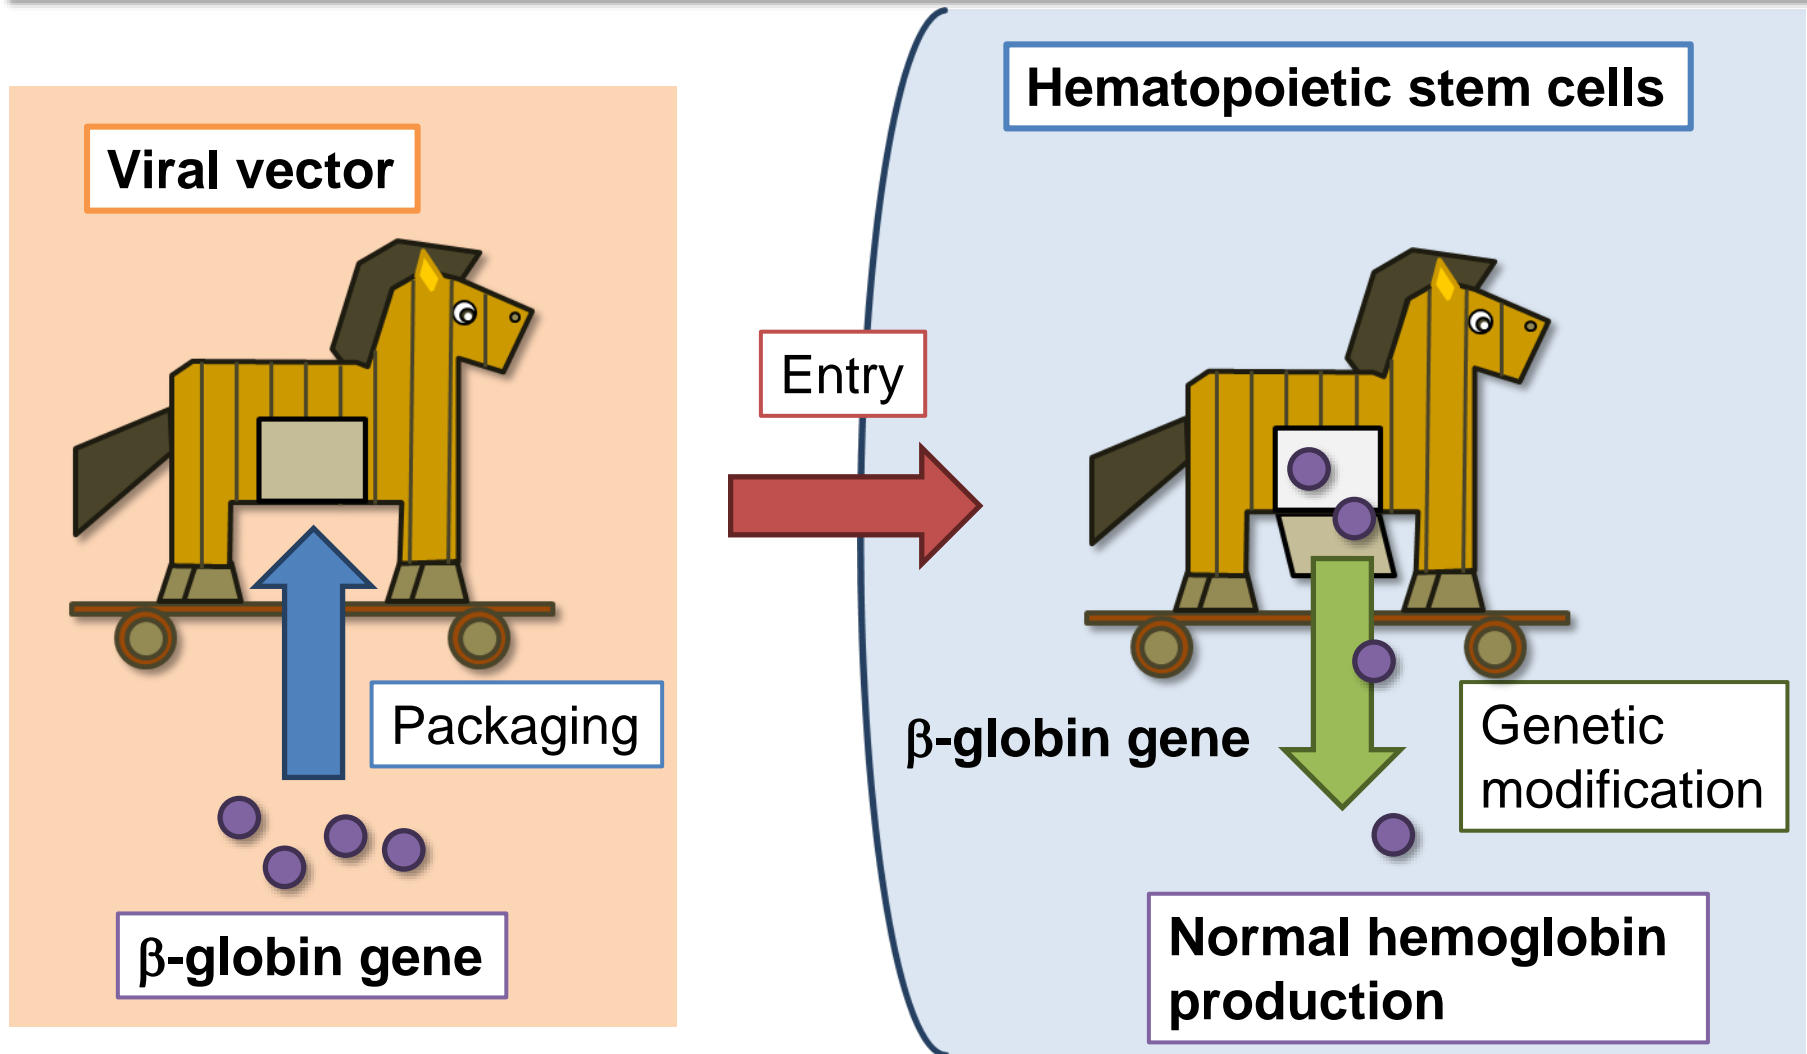 Viral vector
Packaging
β-globin gene
Entry
Hematopoietic stem cells
β-globin gene
Genetic
modification
Normal hemoglobin
production